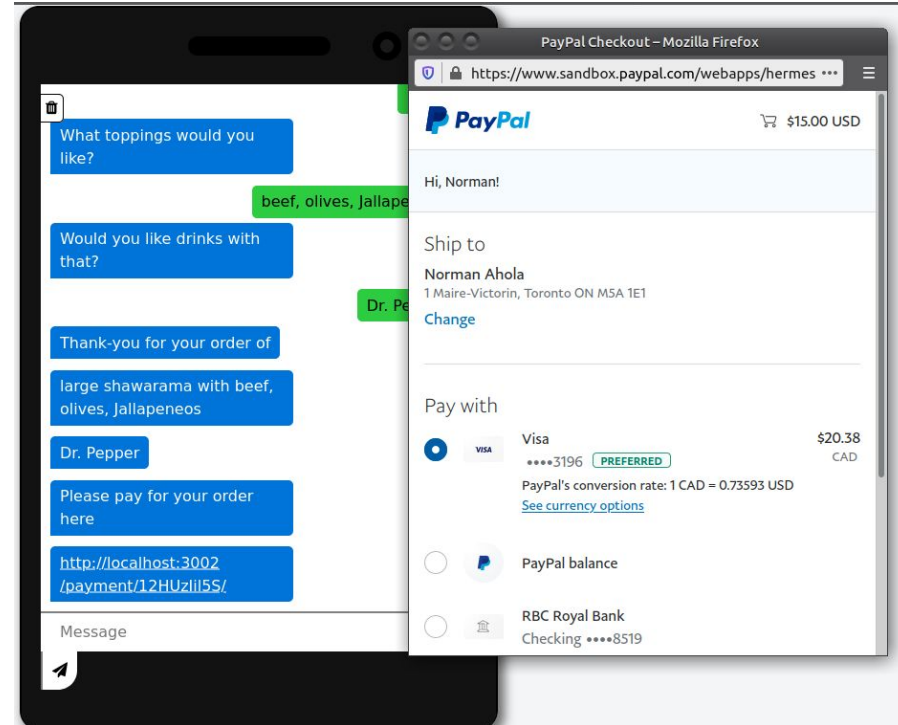 What toppings would you
like?
beef, olives, Jallape
Would you like drinks with
that?
Dr. Pe
Thank-you for your order of
large shawarama with beef,
olives, Jallapeneos
Dr. Pepper
Please pay for your order
here
http://localhost:3002
/payment/12HUzIil5S/
Message
PayPal Checkout – Mozilla Firefox
https://www.sandbox.paypal.com/webapps/hermes •••
PayPal
$15.00 USD
Hi, Norman!
Ship to
Norman Ahola
1 Maire-Victorin, Toronto ON M5A 1E1
Change
Pay with
VISA
Visa
$20.38
••••3196 PREFERRED
CAD
PayPal's conversion rate: 1 CAD = 0.73593 USD
See currency options
PayPal balance
RBC Royal Bank
Checking ••••8519